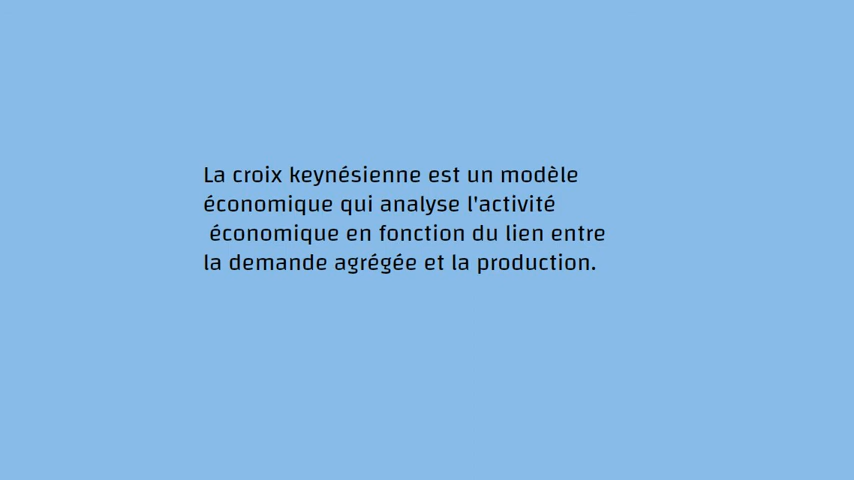 La croix keynésienne est un modèle
économique qui analyse l'activité
économique en fonction du lien entre
la demande agrégée et la production.